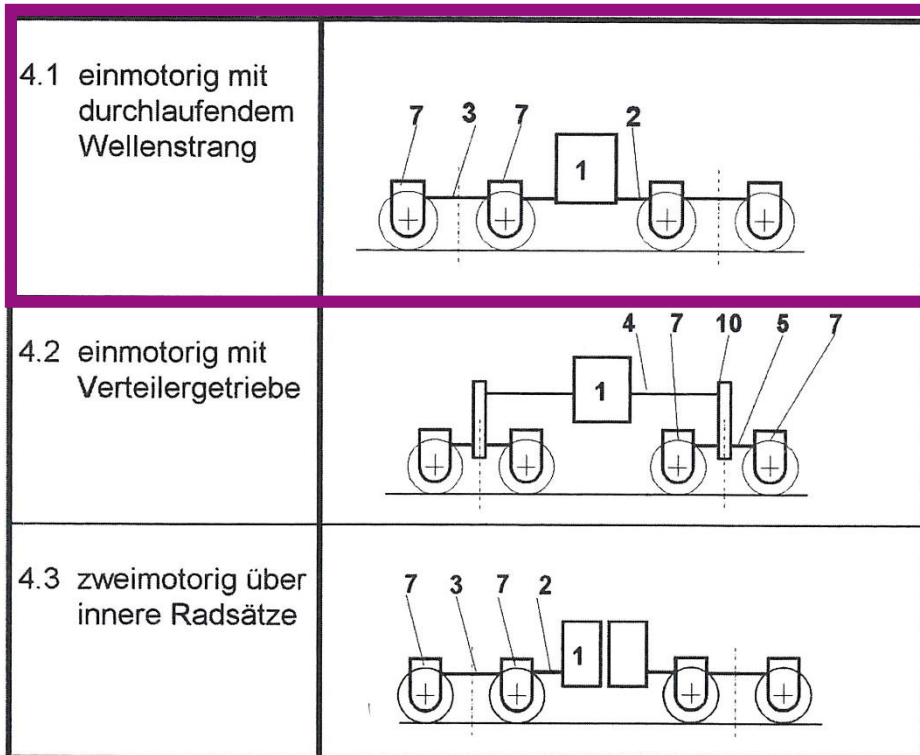 4.1 einmotorig mit
durchlaufendem
Wellenstrang
7 3 7 2
1
4.2 einmotorig mit
Verteilergetriebe
4 7 10 5 7
1
4.3 zweimotorig über
innere Radsätze
7 3 7 2
1